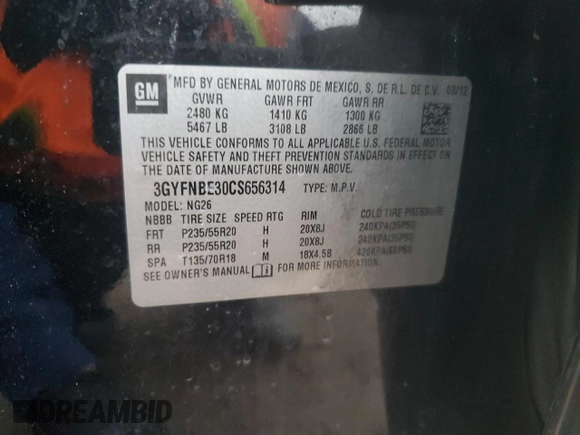 GM
MFD BY GENERAL MOTORS DE MEXICO, S. DE R.L. DE C.V. 08/12
GVWR GAWR FRT GAWR RR
2480 KG 1410 KG 1300 KG
5467 LB 3108 LB 2866 LB
THIS VEHICLE CONFORMS TO ALL APPLICABLE U.S. FEDERAL MOTOR
VEHICLE SAFETY AND THEFT PREVENTION STANDARDS IN EFFECT ON
THE DATE OF MANUFACTURE SHOWN ABOVE.
3GYFNBE30CS656314 TYPE: M.P.V.
MODEL: NG26
NBBB TIRE SIZE SPEED RTG RIM COLD TIRE PRESSURE
FRT P235/55R20 H 20X8J 240KPA(35PSI)
RR P235/55R20 H 20X8J 240KPA(35PSI)
SPA T135/70R18 M 18X4.5B 420KPA(60PSI)
SEE OWNER'S MANUAL FOR MORE INFORMATION.
DREAMBID